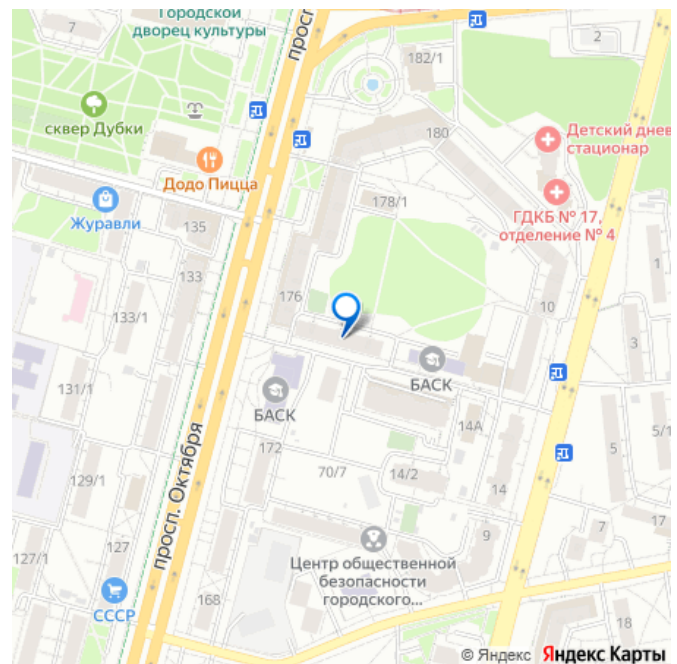 7
Городской
дворец культуры
просп.
182/1
2
сквер Дубки
180
Детский днев
стационар
Додо Пицца
ГДКБ № 17,
отделение № 4
178/1
Журавли
135
133
176
1
133/1
10
3
131/1
БАСК
БАСК
просп. Октября
172
14А
5
5/1
129/1
70/7
14/2
14
127/1
127
9
7
17
Центр общественной
безопасности
городского...
СССР
168
18
© Яндекс Яндекс Карты